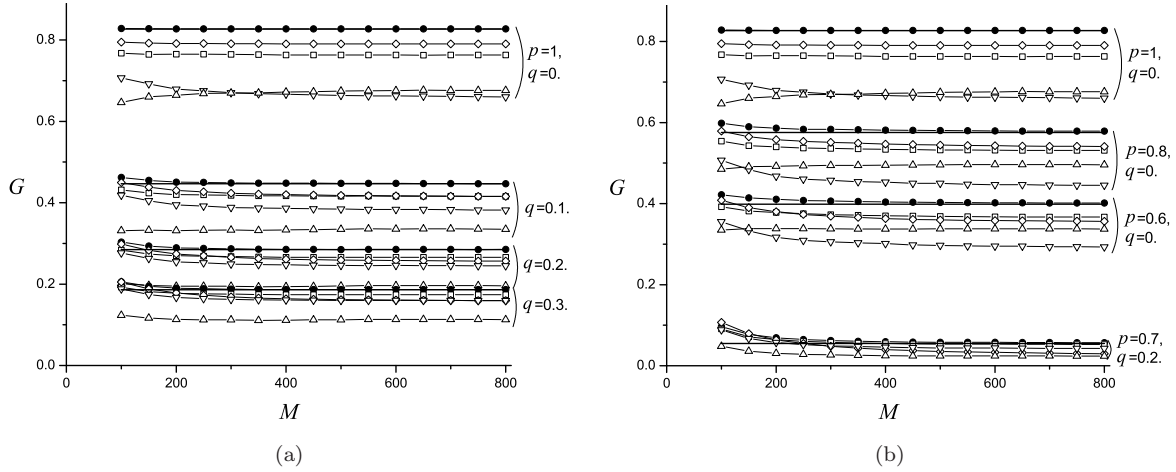 0.8
0.6
0.4
0.2
0.0
G
0
200
400
600
800
M
p=1,
q=0.
q=0.1.
q=0.2.
q=0.3.
(a)
0.8
0.6
0.4
0.2
0.0
G
0
200
400
600
800
M
p=1,
q=0.
p=0.8,
q=0.
p=0.6,
q=0.
p=0.7,
q=0.2.
(b)